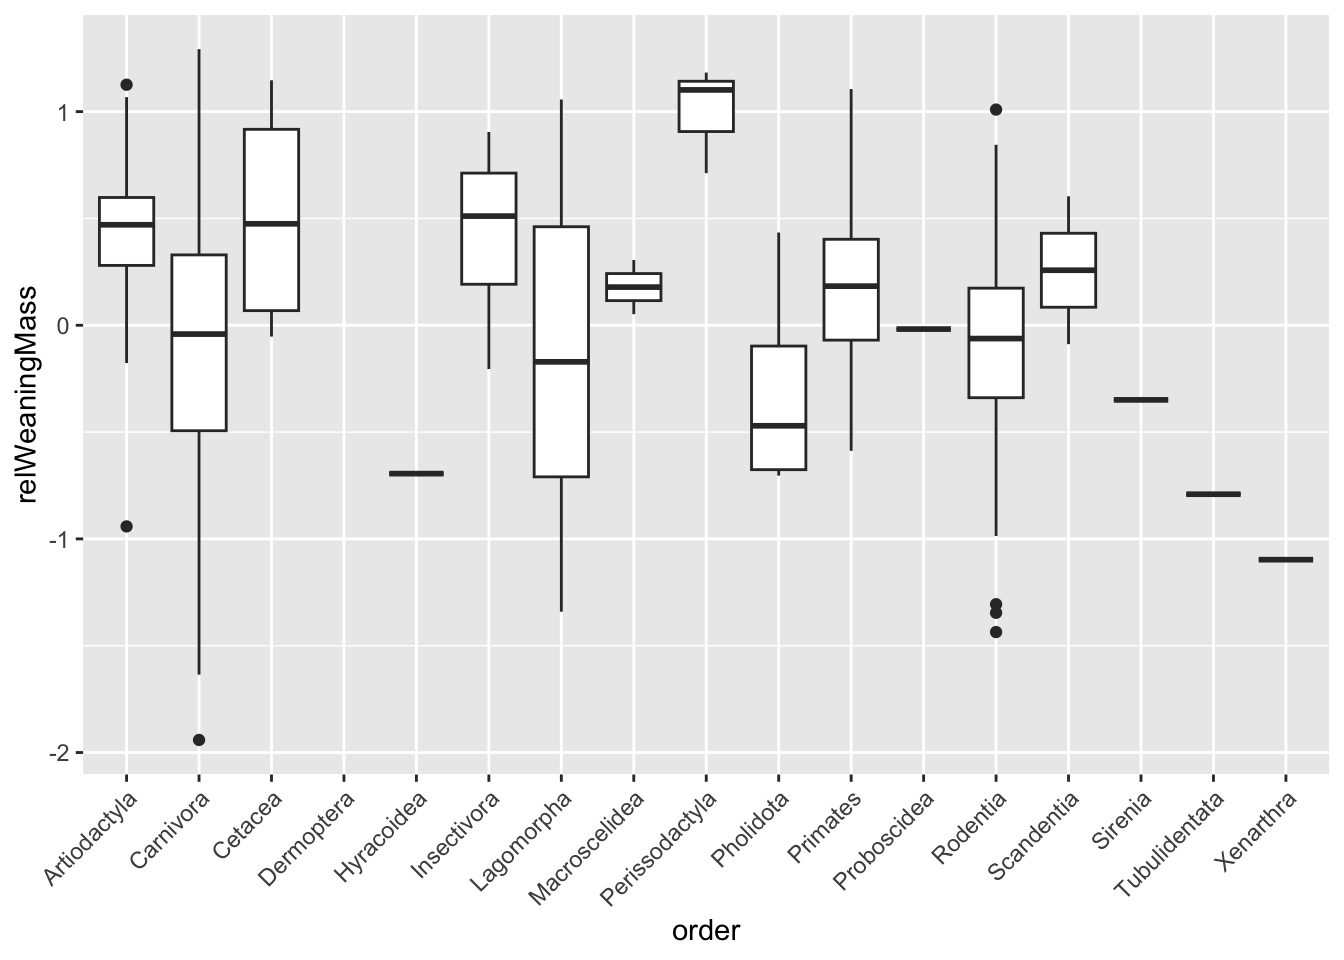 relWeaningMass
1
0
-1
-2
Artiodactyla
Carnivora
Cetacea
Dermoptera
Hyracoidea
Insectivora
Lagomorpha
Macroscelidea
Perissodactyla
Pholidota
Primates
Proboscidea
Rodentia
Scandentia
Sirenia
Tubulidentata
Xenarthra
order